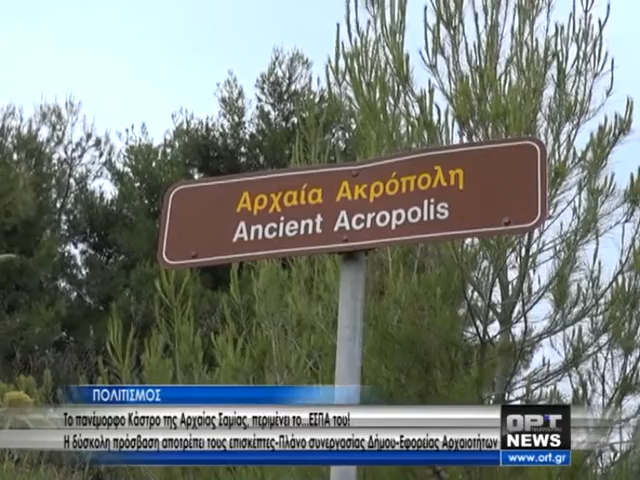 Αρχαία Ακρόπολη
Ancient Acropolis
ΠΟΛΙΤΙΣΜΟΣ
Το πανέμορφο Κάστρο της Αρχαίας Σαμίας, περιμένει το...ΕΣΠΑ του!
Η δύσκολη πρόσβαση αποτρέπει τους επισκέπτες-Πλάνο συνεργασίας Δήμου-Εφορείας Αρχαιοτήτων
ORT
NEWS
www.ort.gr